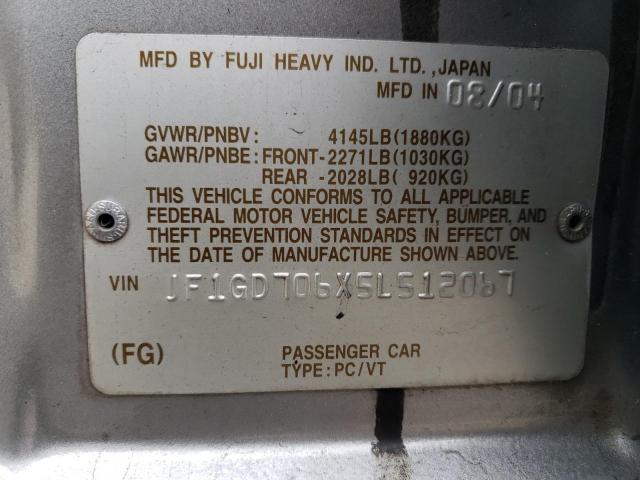 MFD BY FUJI HEAVY IND. LTD.,JAPAN
MFD IN 08/04
GVWR/PNBV: 4145LB(1880KG)
GAWR/PNBE: FRONT-2271LB(1030KG)
REAR -2028LB( 920KG)
THIS VEHICLE CONFORMS TO ALL APPLICABLE
FEDERAL MOTOR VEHICLE SAFETY, BUMPER, AND
THEFT PREVENTION STANDARDS IN EFFECT ON
THE DATE OF MANUFACTURE SHOWN ABOVE.
VIN JF1GD706X5L512067
(FG) PASSENGER CAR
TYPE:PC/VT